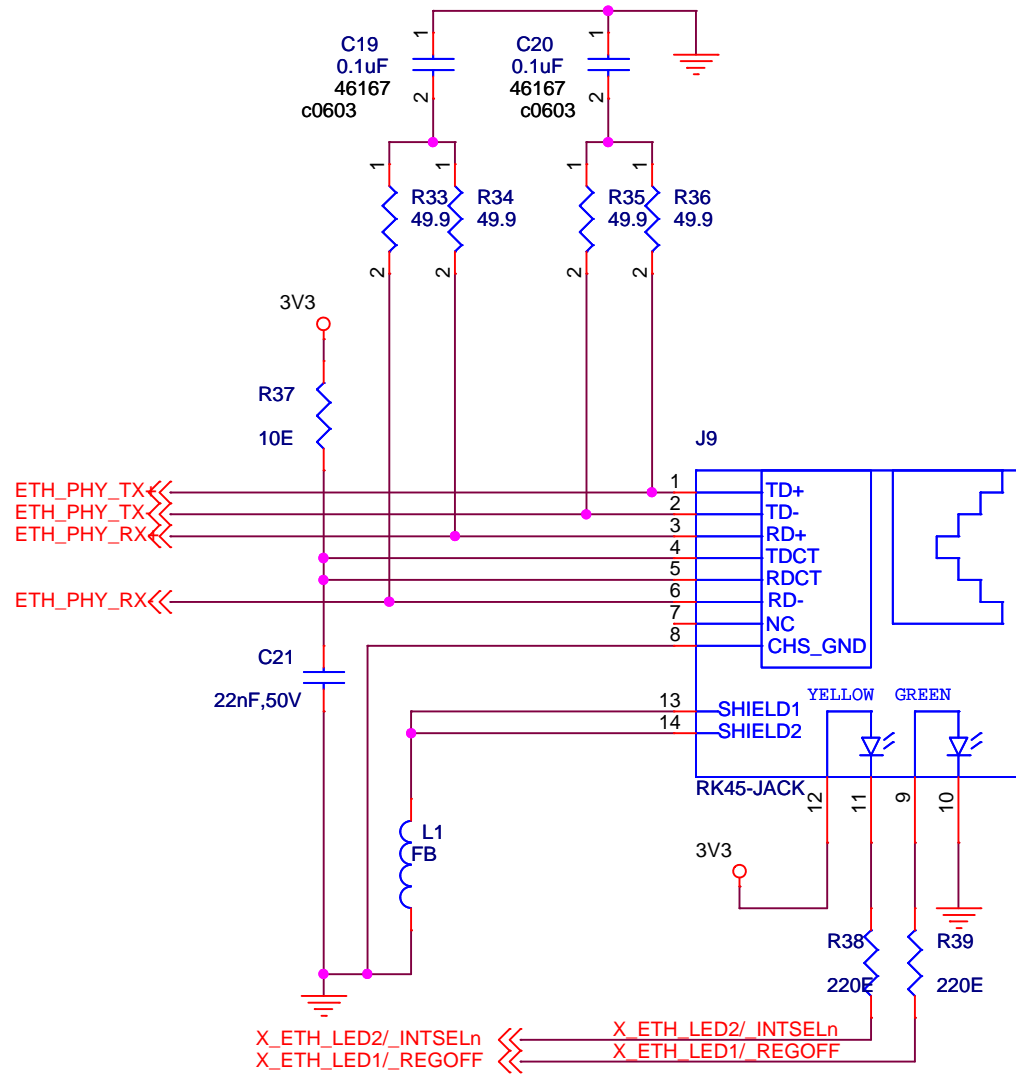 1
1
C19
C20
0.1uF
0.1uF
46167
46167
2
2
c0603
c0603
1
1
1
1
R33
R34
R35
R36
49.9
49.9
49.9
49.9
2
2
2
2
3V3
R37
10E
J9
ETH_PHY_TX+
1
TD+
ETH_PHY_TX-
2
TD-
ETH_PHY_RX+
3
RD+
4
TDCT
5
RDCT
ETH_PHY_RX-
6
RD-
7
NC
8
CHS_GND
C21
22nF,50V
YELLOW GREEN
13
SHIELD1
14
SHIELD2
RK45-JACK
12
11
9
10
L1
FB
3V3
R38
R39
220E
220E
X_ETH_LED2/_INTSELn
X_ETH_LED2/_INTSELn
X_ETH_LED1/_REGOFF
X_ETH_LED1/_REGOFF